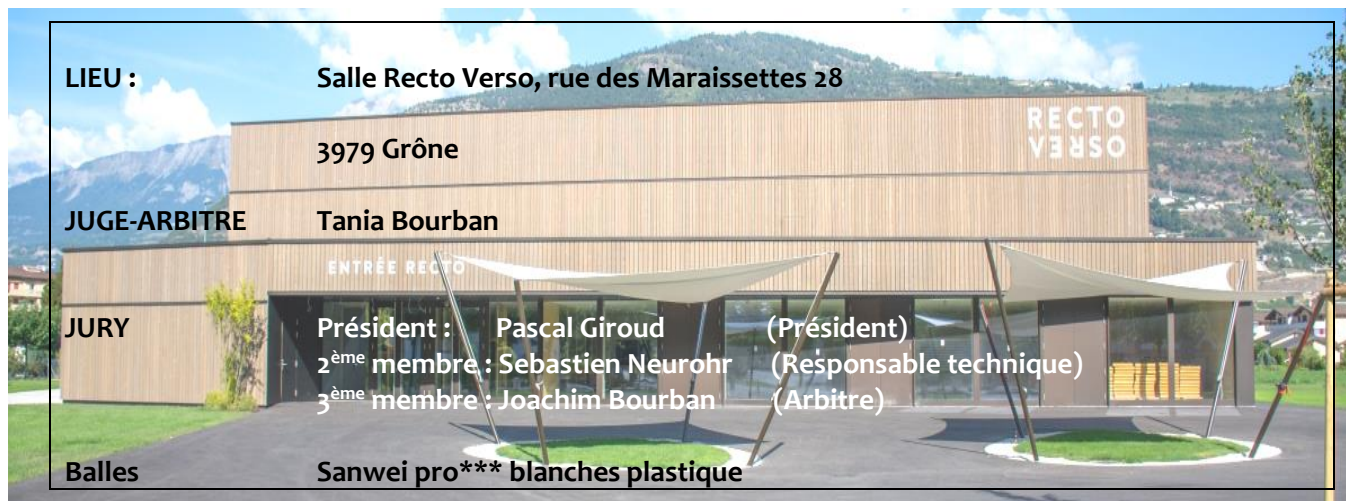 LIEU : Salle Recto Verso, rue des Maraissettes 28
RECTO
VERSO
3979 Grône
JUGE-ARBITRE Tania Bourban
ENTRÉE RECTO
JURY Président : Pascal Giroud (Président)
2ème membre : Sebastien Neurohr (Responsable technique)
3ème membre : Joachim Bourban (Arbitre)
Balles Sanwei pro*** blanches plastique